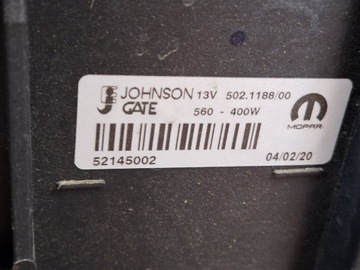 JOHNSON 13V 502.1188/00
GATE 560 - 400W
MOPAR
52145002 04/02/20